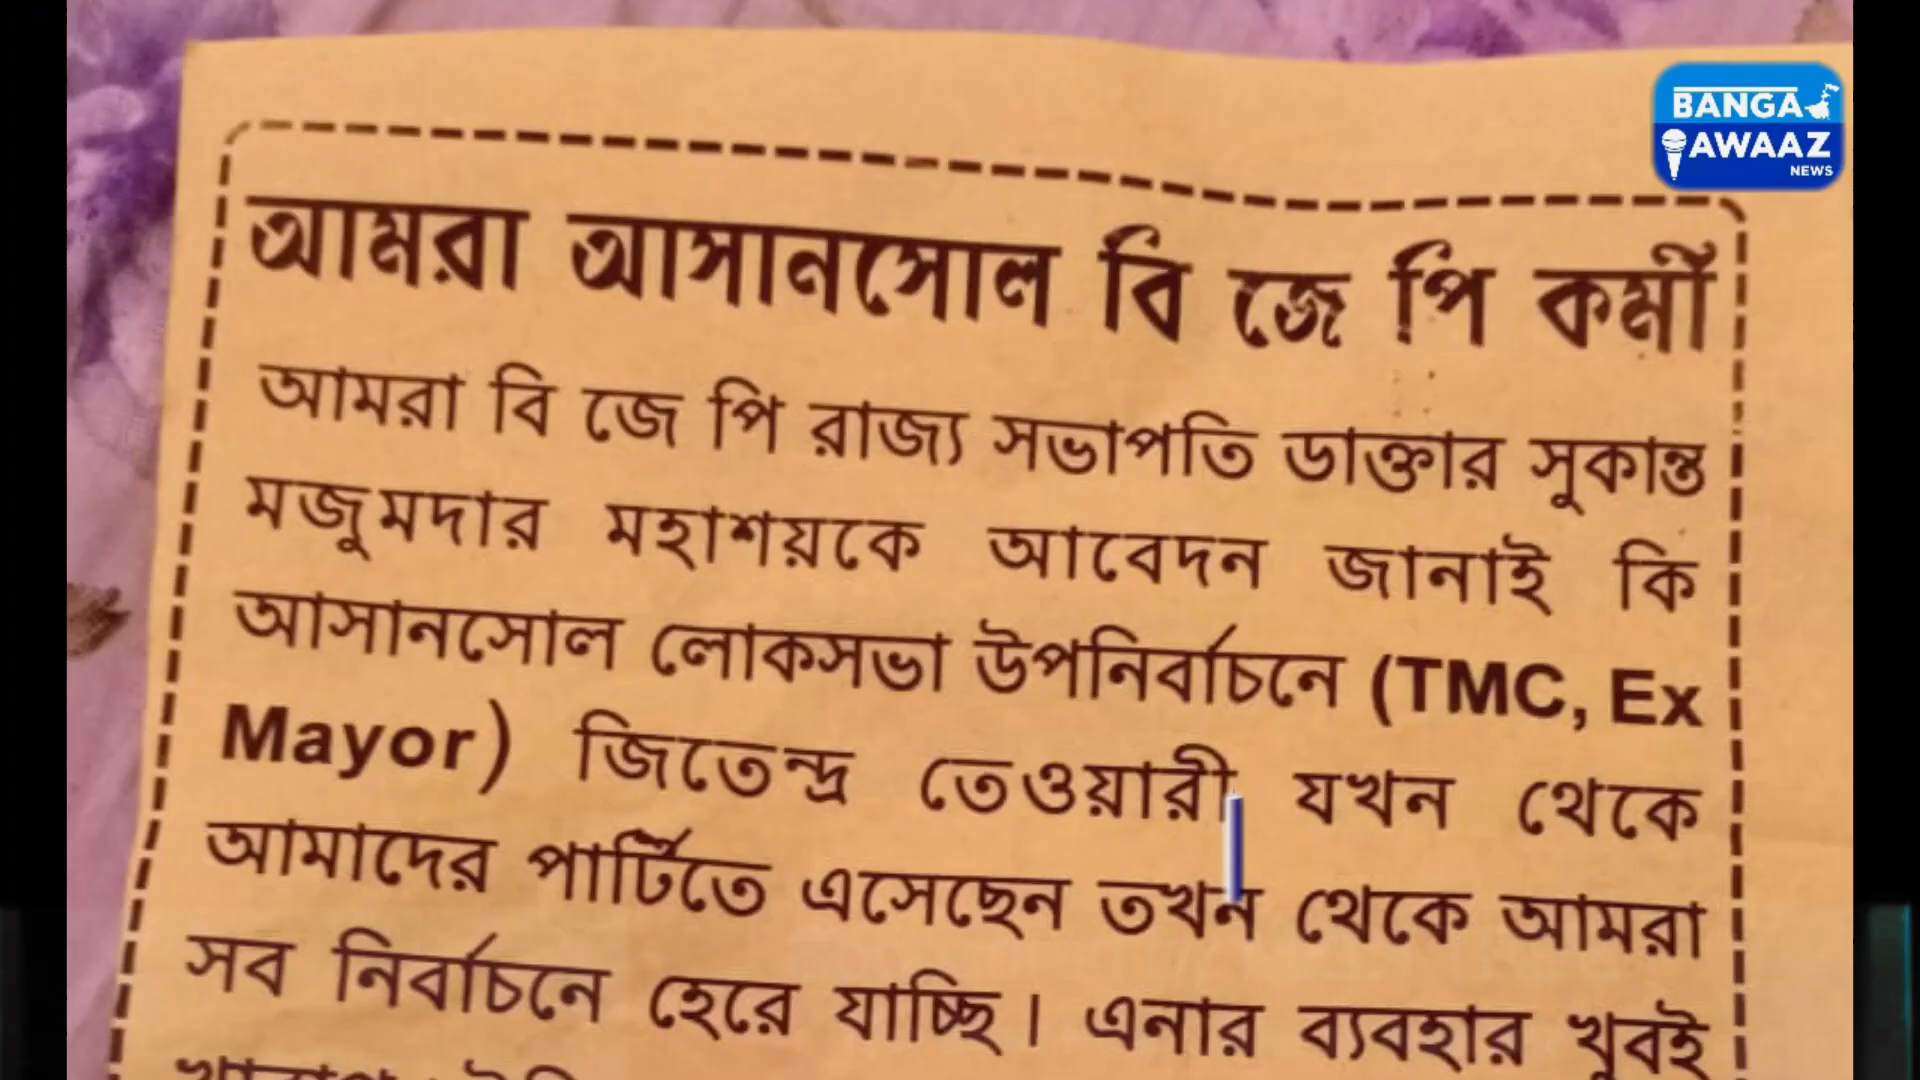 BANGA
AWAAZ
NEWS
আমরা আসানসোল বি জে পি কর্মী
আমরা বি জে পি রাজ্য সভাপতি ডাক্তার সুকান্ত
মজুমদার মহাশয়কে আবেদন জানাই কি
আসানসোল লোকসভা উপনির্বাচনে (TMC, Ex
Mayor) জিতেন্দ্র তেওয়ারী যখন থেকে
আমাদের পার্টিতে এসেছেন তখন থেকে আমরা
সব নির্বাচনে হেরে যাচ্ছি। এনার ব্যবহার খুবই